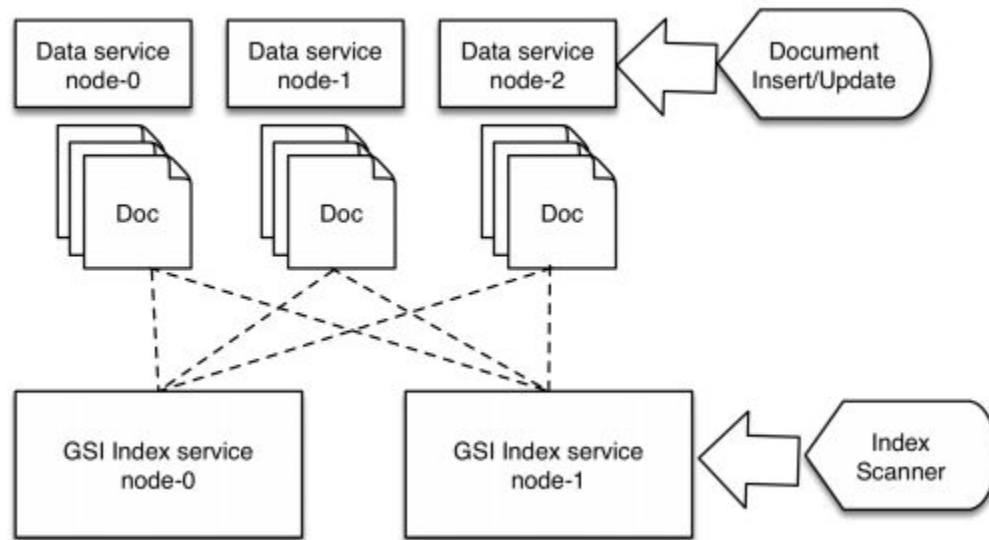 Data service
node-0
Data service
node-1
Data service
node-2
Document
Insert/Update
Doc
Doc
Doc
GSI Index service
node-0
GSI Index service
node-1
Index
Scanner